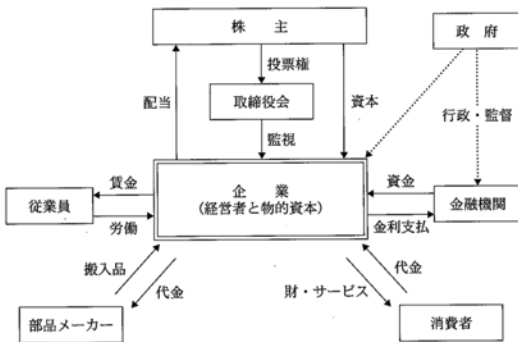 株 主
政 府
投票権
配当
取締役会
資本
行政・監督
監視
賃金
企 業
(経営者と物的資本)
資金
従業員
金融機関
労働
金利支払
搬入品
代金
代金
財・サービス
部品メーカー
消費者